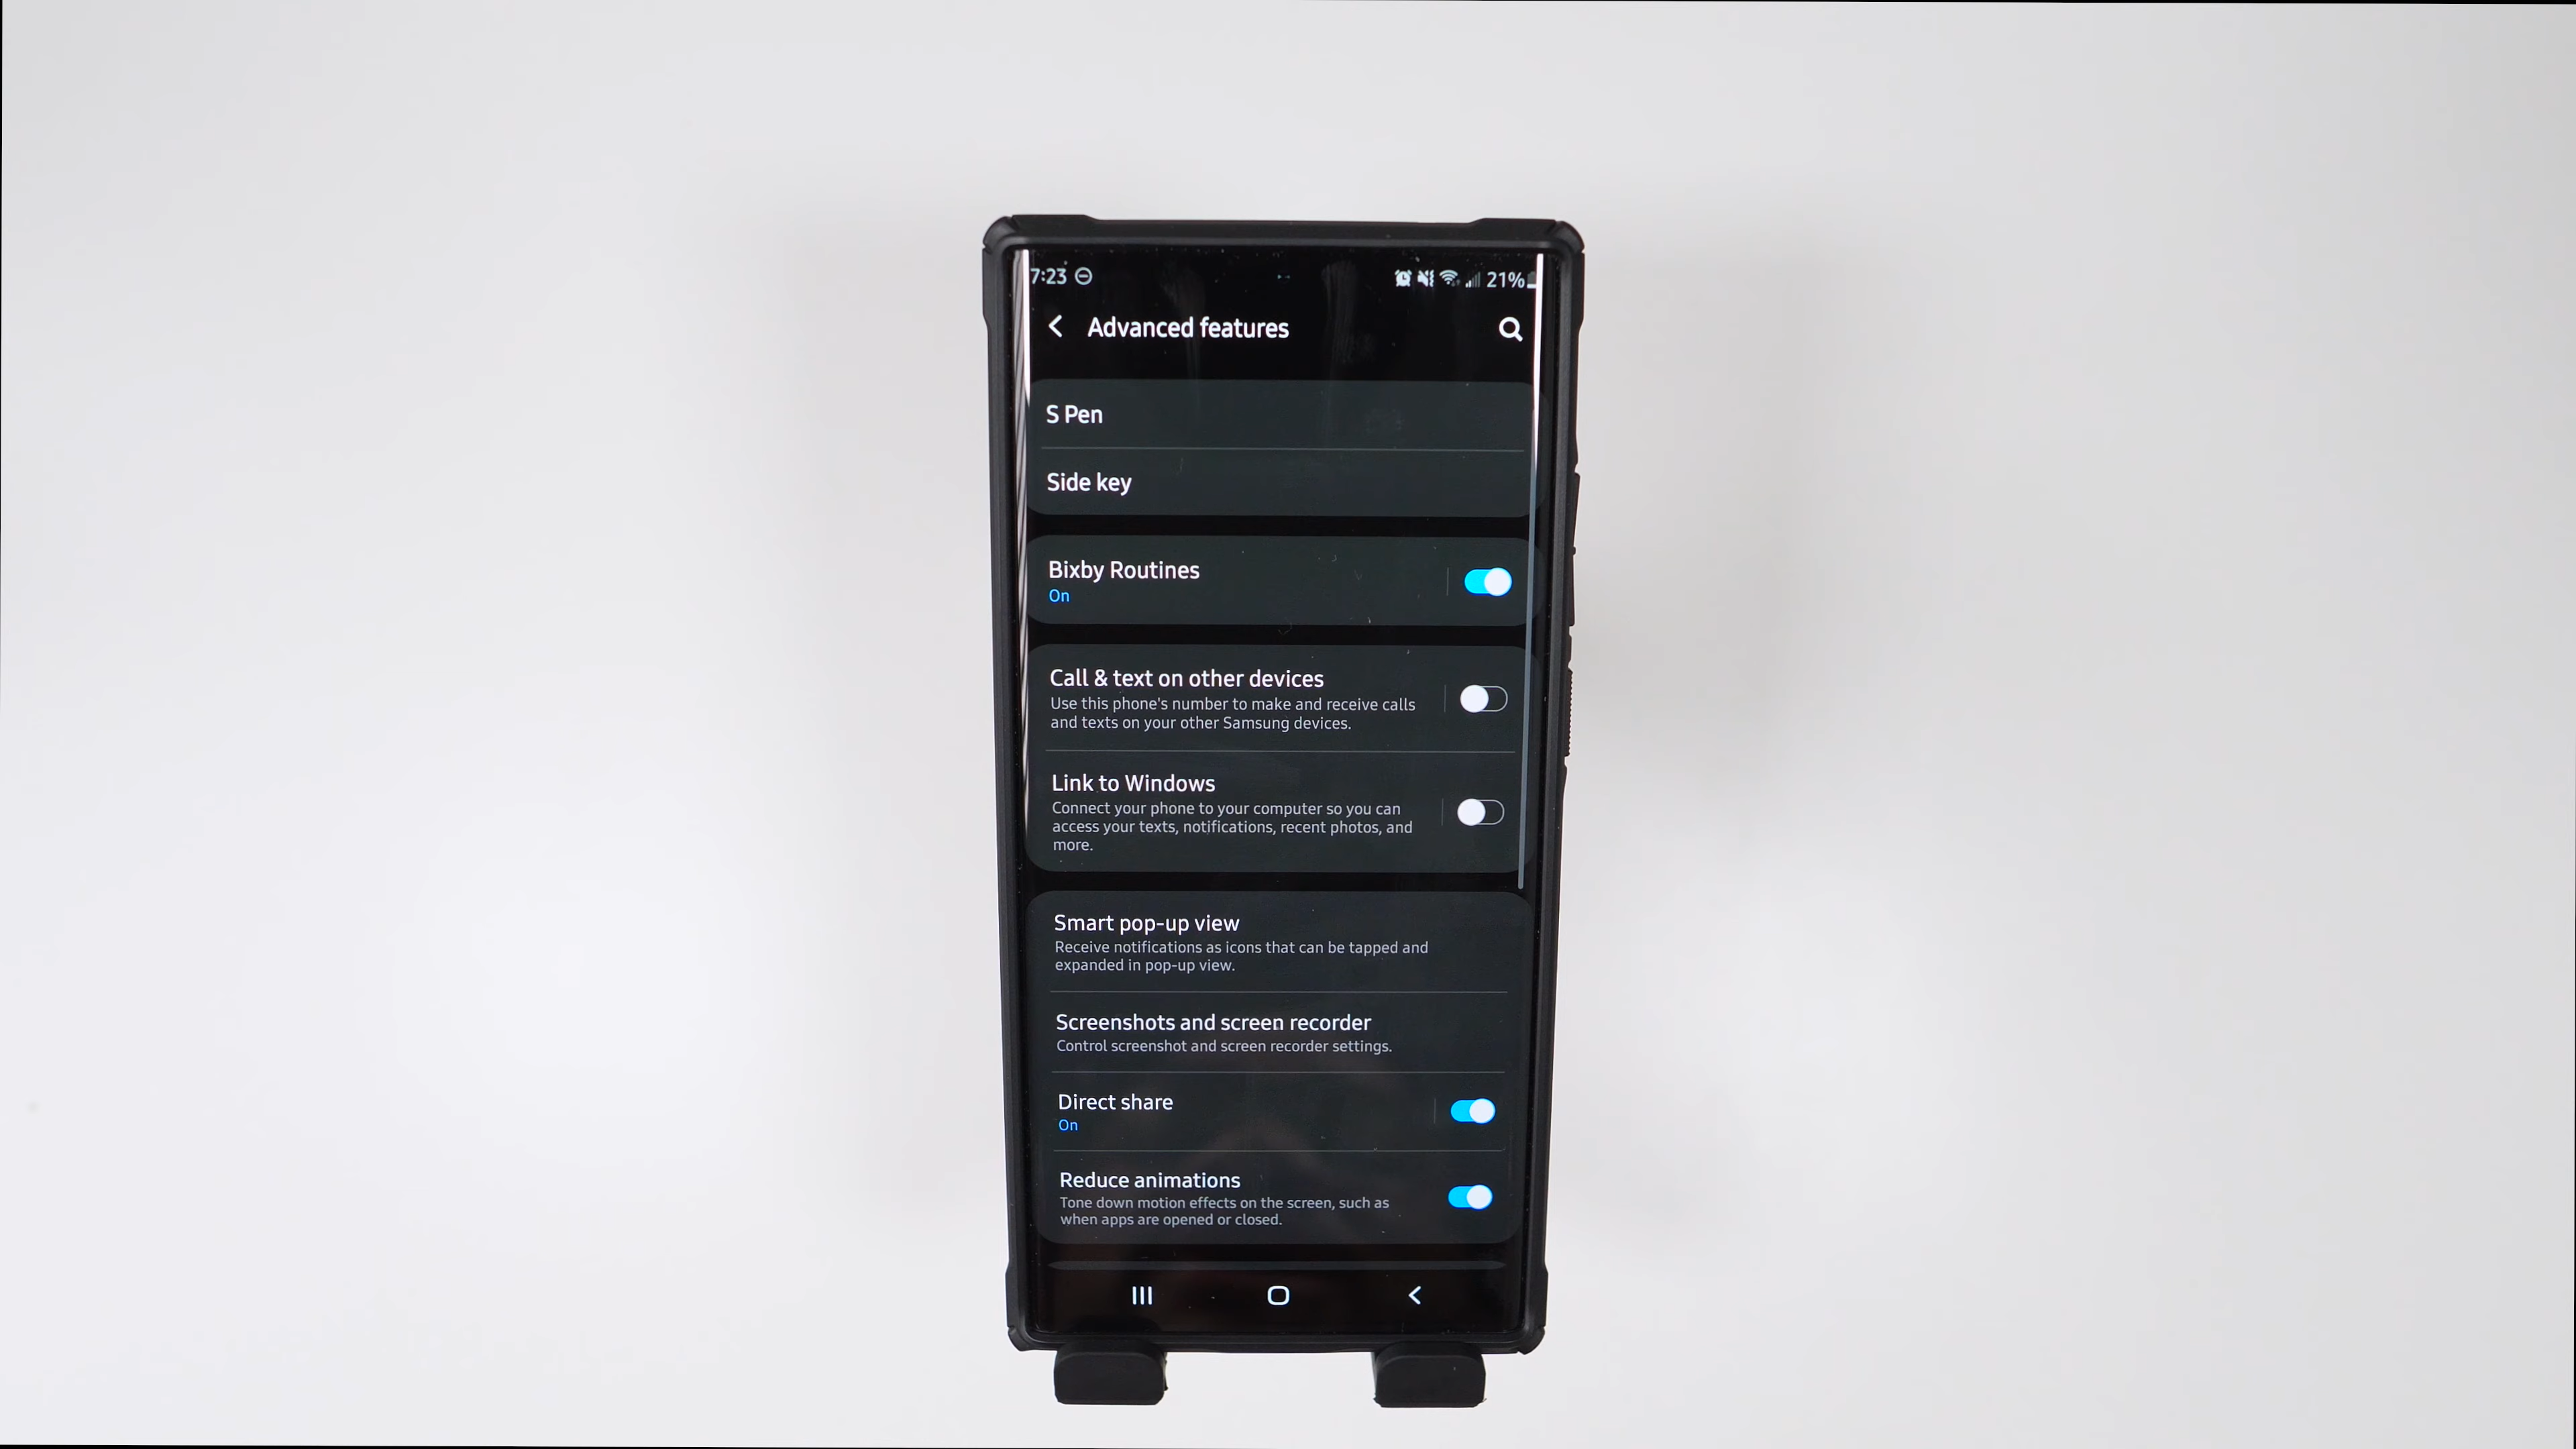 7:23 21%
Advanced features
S Pen
Side key
Bixby Routines
On
Call & text on other devices
Use this phone's number to make and receive calls
and texts on your other Samsung devices.
Link to Windows
Connect your phone to your computer so you can
access your texts, notifications, recent photos, and
more.
Smart pop-up view
Receive notifications as icons that can be tapped and
expanded in pop-up view.
Screenshots and screen recorder
Control screenshot and screen recorder settings.
Direct share
On
Reduce animations
Tone down motion effects on the screen, such as
when apps are opened or closed.